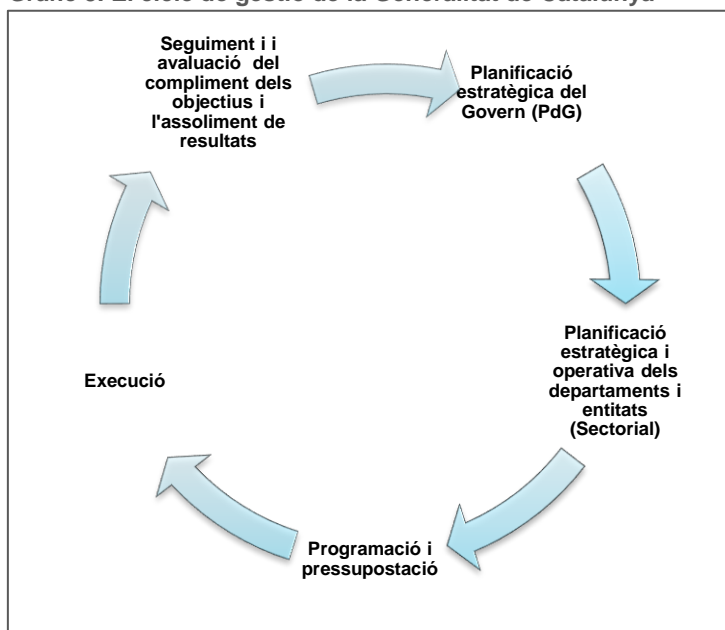 Seguiment i i
avaluació del
compliment dels
objectius i
l'assoliment de
resultats
Planificació
estratègica del
Govern (PdG)
Planificació
estratègica i
operativa dels
departaments i
entitats
(Sectorial)
Programació i
pressupostació
Execució